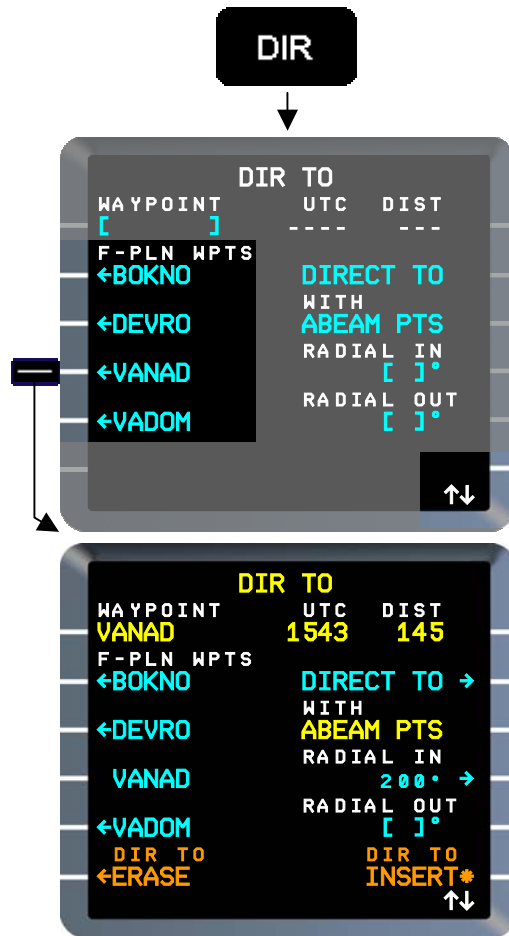 DIR
DIR TO
WAYPOINT UTC DIST
[ ] ---- ---
F-PLN WPTS
←BOKNO DIRECT TO
WITH
←DEVRO ABEAM PTS
RADIAL IN
←VANAD [ ]°
RADIAL OUT
←VADOM [ ]°
↑↓
DIR TO
WAYPOINT UTC DIST
VANAD 1543 145
F-PLN WPTS
←BOKNO DIRECT TO →
WITH
←DEVRO ABEAM PTS
RADIAL IN
VANAD 200° →
RADIAL OUT
←VADOM [ ]°
DIR TO DIR TO
←ERASE INSERT*
↑↓